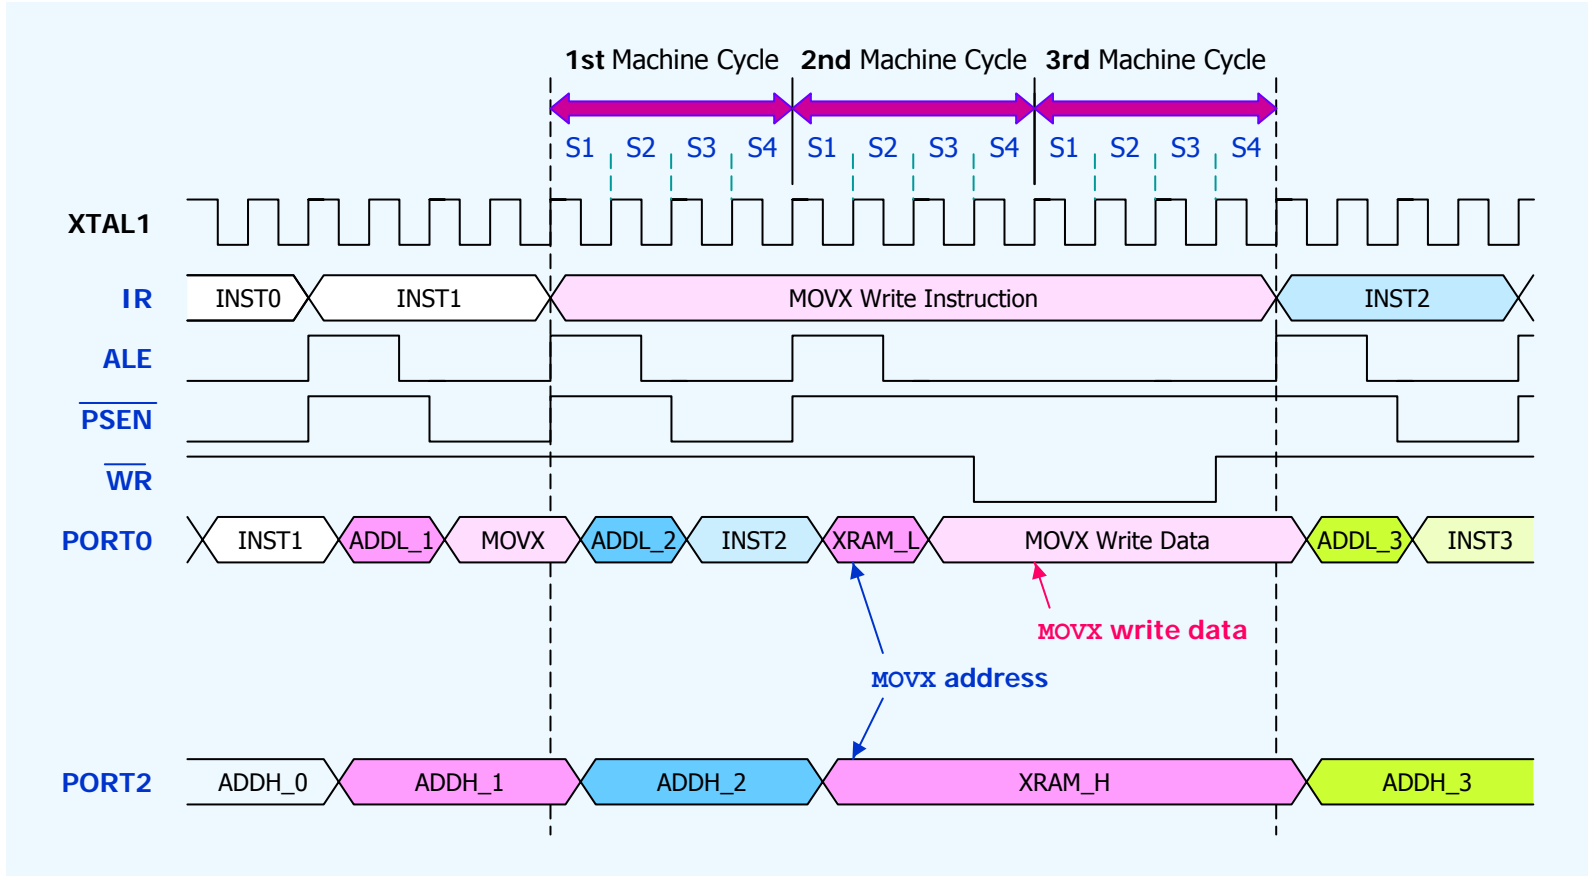 1st Machine Cycle 2nd Machine Cycle 3rd Machine Cycle
S1 S2 S3 S4 S1 S2 S3 S4 S1 S2 S3 S4
XTAL1
IR INST0 INST1 MOVX Write Instruction INST2
ALE
PSEN
WR
PORT0 INST1 ADDL_1 MOVX ADDL_2 INST2 XRAM_L MOVX Write Data ADDL_3 INST3
MOVX write data
MOVX address
PORT2 ADDH_0 ADDH_1 ADDH_2 XRAM_H ADDH_3